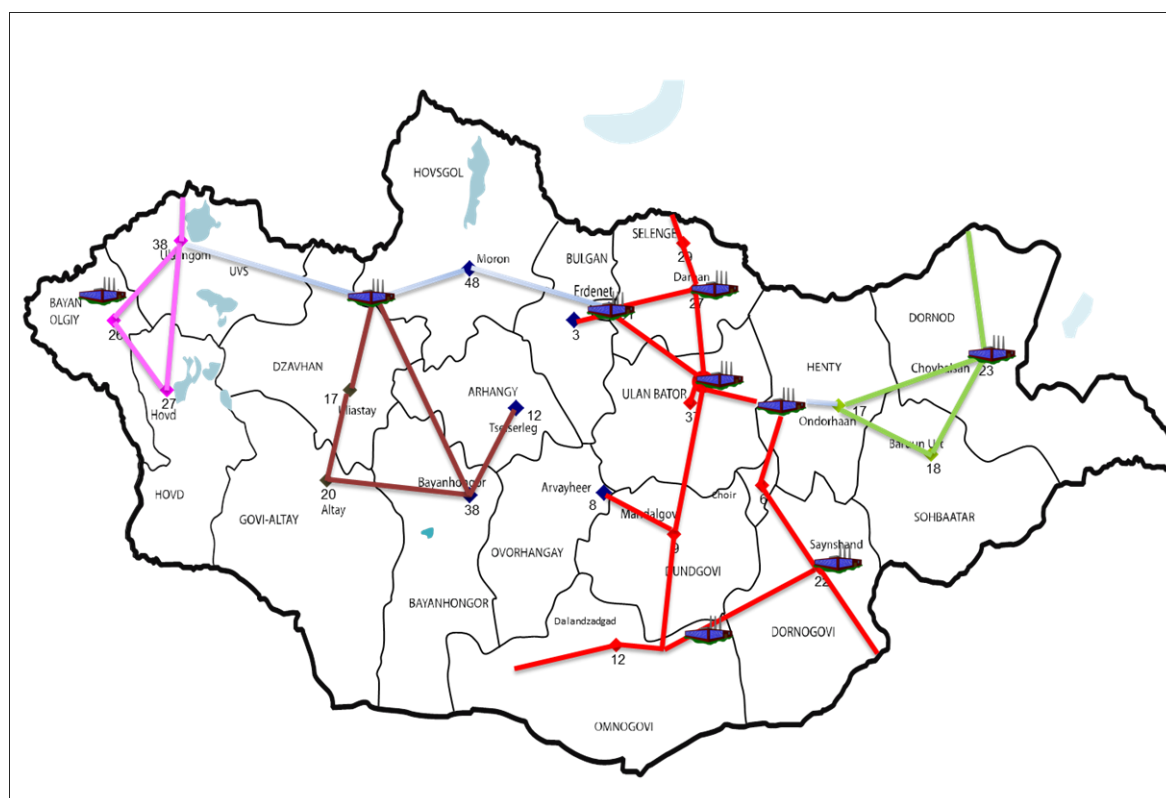 HOVSGOL
SELENGE
38
Ulaangom
UVS
Moron
48
BULGAN
29
Darhan
27
Erdenet
BAYAN
OLGIY
26
3
DORNOD
Choybalsan
23
DZAVHAN
HENTY
17
Uliastay
ARHANGY
12
Tsetserleg
ULAN BATOR
37
17
Ondorhaan
27
Hovd
Baruun Urt
18
HOVD
GOVI-ALTAY
20
Altay
Bayanhongor
38
Arvayheer
8
Mandalgov
Choir
6
SOHBAATAR
OVORHANGAY
9
DUNDGOVI
Saynshand
22
BAYANHONGOR
Dalandzadgad
12
DORNOGOVI
OMNOGOVI